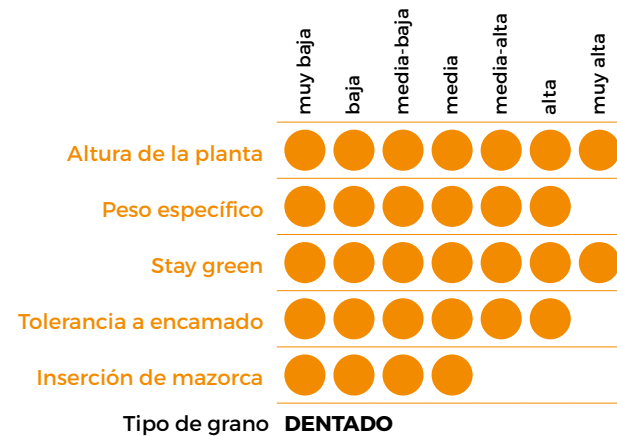 muy baja
baja
media-baja
media
media-alta
alta
muy alta
Altura de la planta
Peso específico
Stay green
Tolerancia a encamado
Inserción de mazorca
Tipo de grano DENTADO